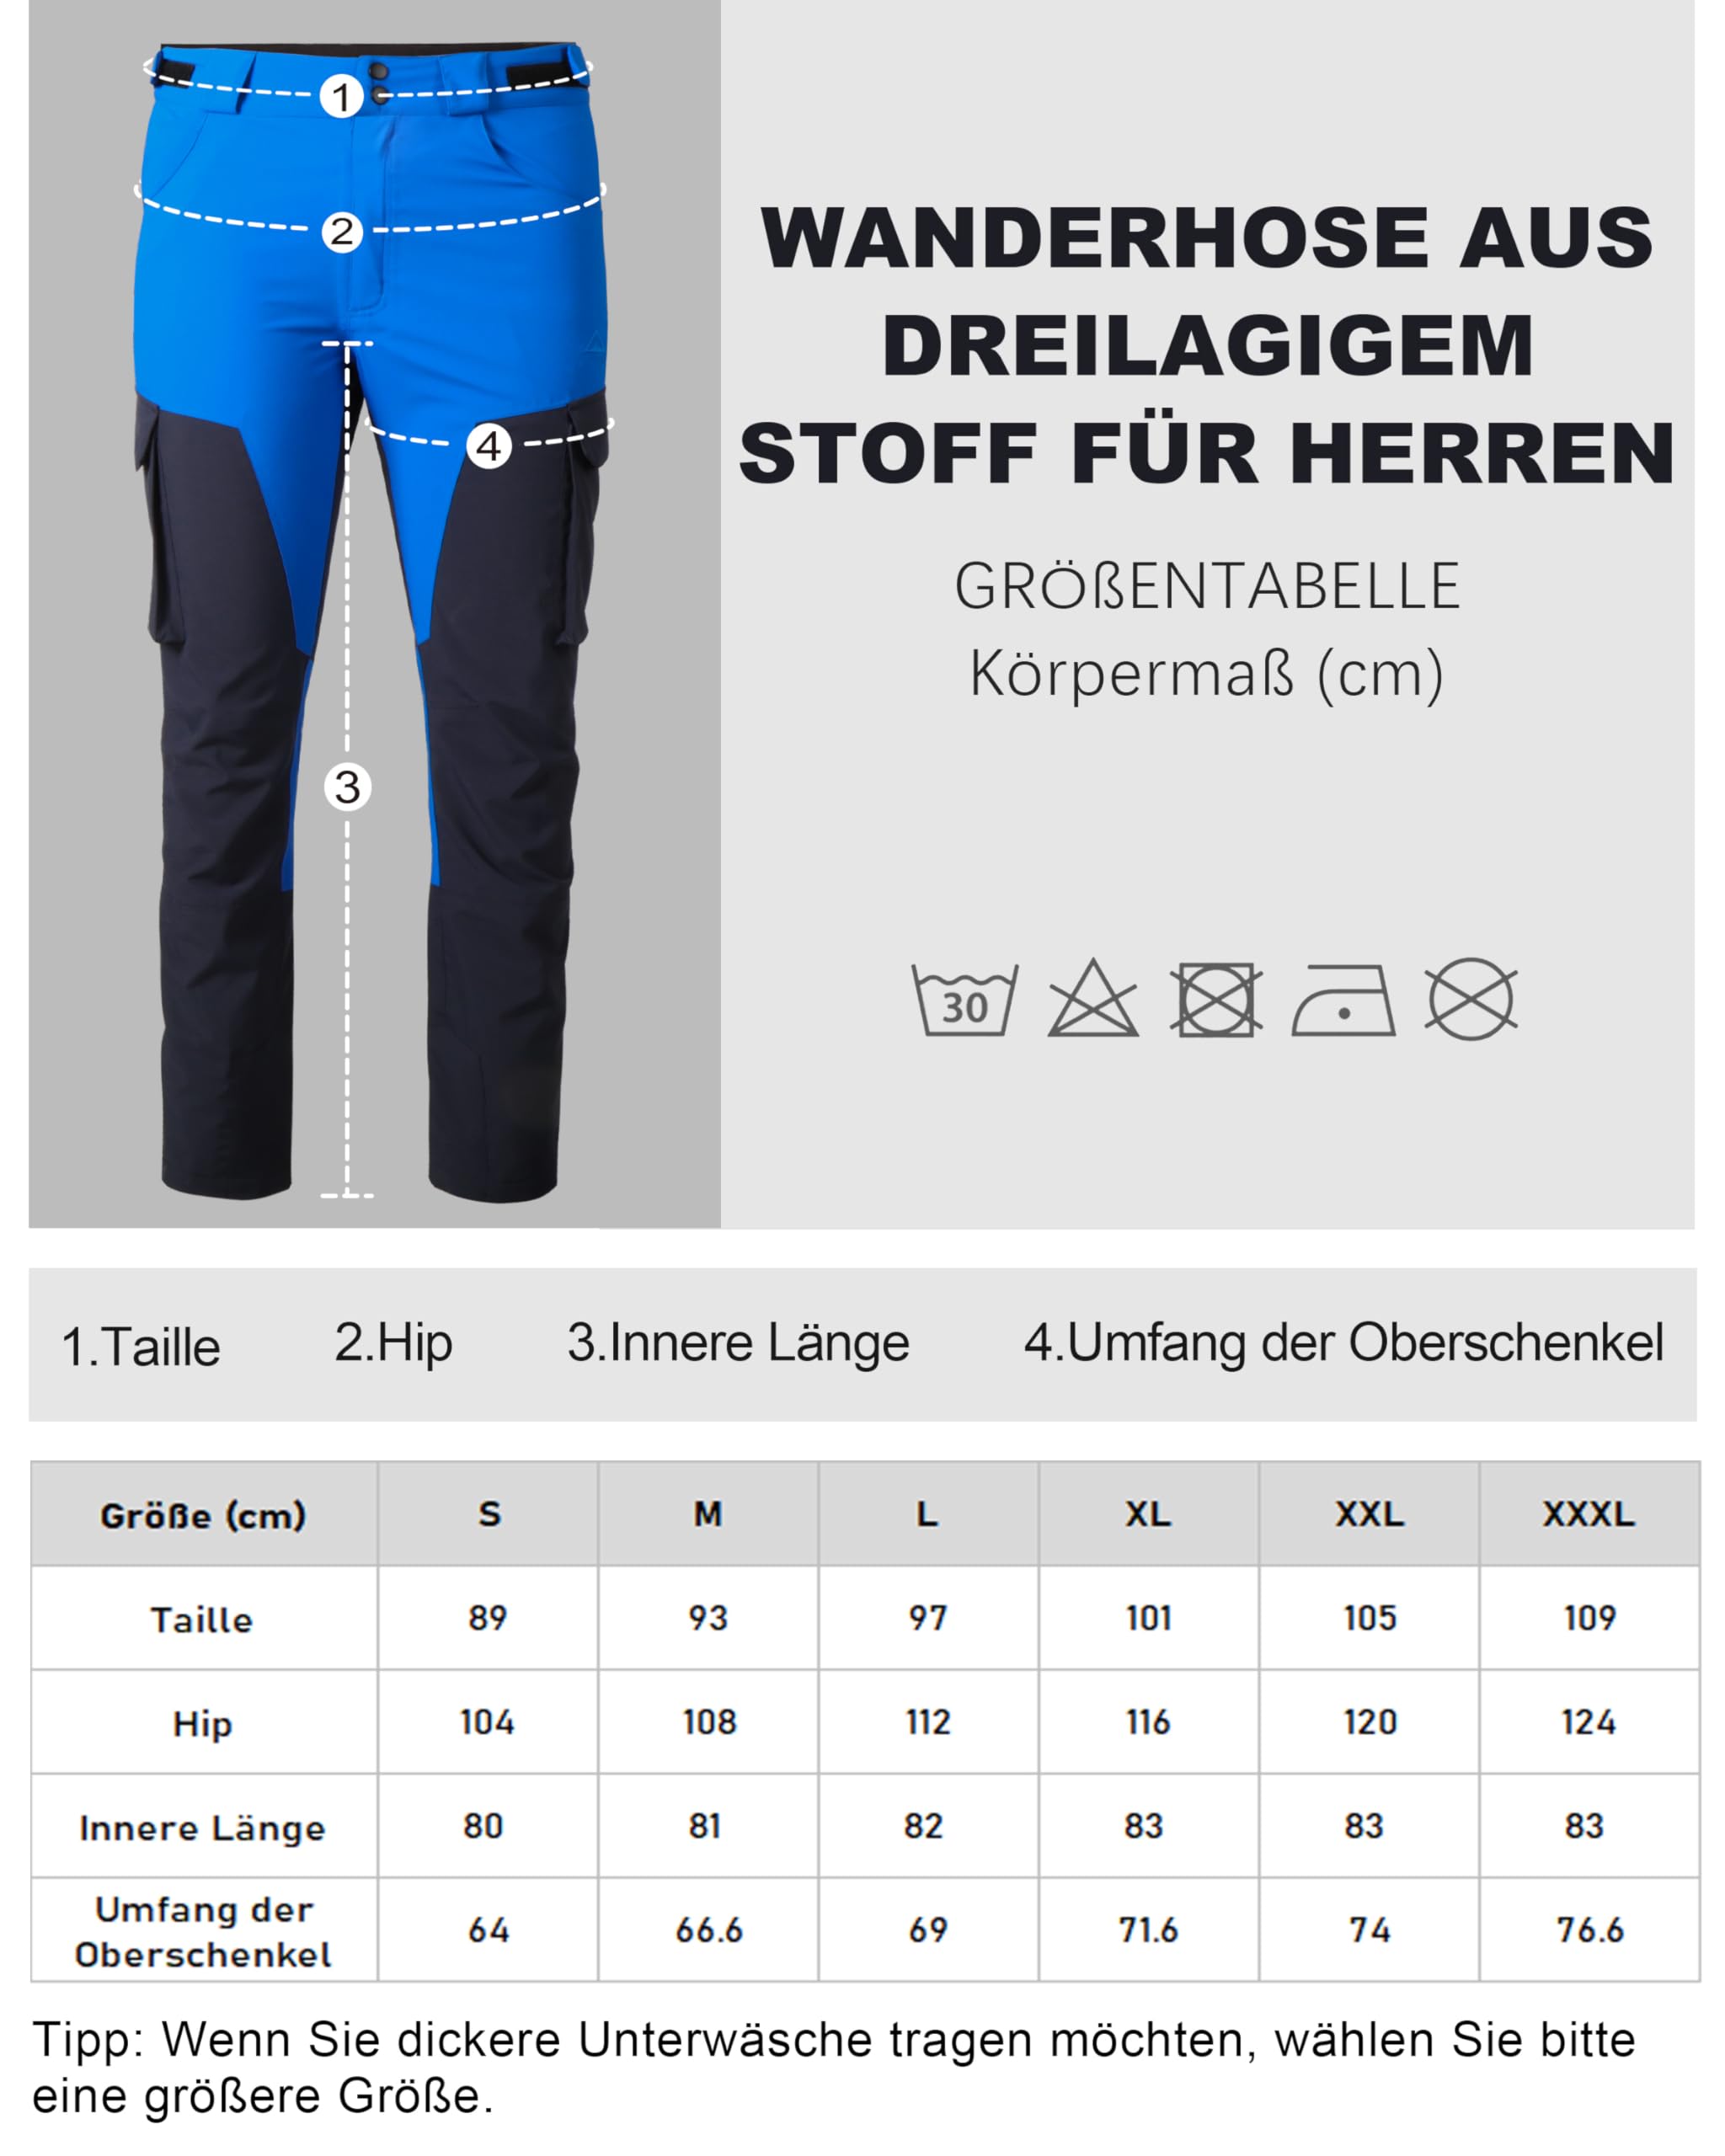 1
2
3
4
WANDERHOSE AUS
DREILAGIGEM
STOFF FÜR HERREN
GRÖßENTABELLE
Körpermaß (cm)
30
1.Taille 2.Hip 3.Innere Länge 4.Umfang der Oberschenkel
Größe (cm) S M L XL XXL XXXL
Taille 89 93 97 101 105 109
Hip 104 108 112 116 120 124
Innere Länge 80 81 82 83 83 83
Umfang der
Oberschenkel 64 66.6 69 71.6 74 76.6
Tipp: Wenn Sie dickere Unterwäsche tragen möchten, wählen Sie bitte
eine größere Größe.